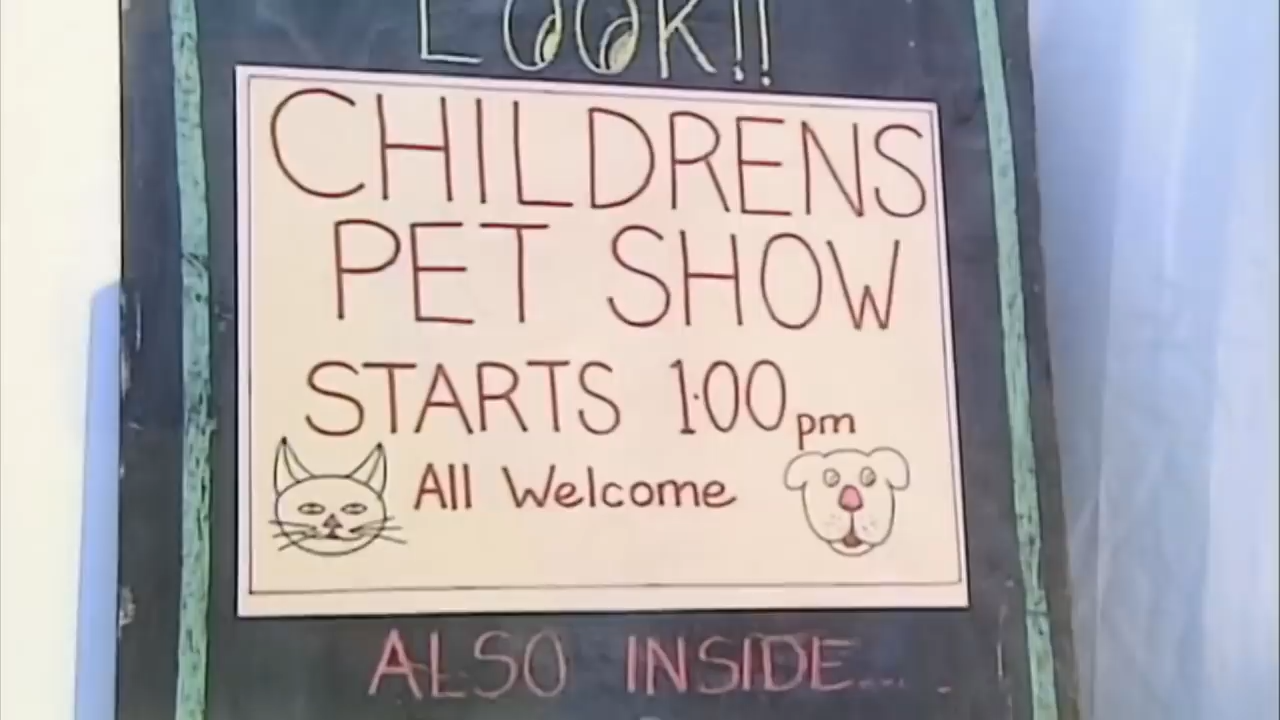 LOOK!!
CHILDRENS
PET SHOW
STARTS 1·00 pm
All Welcome
ALSO INSIDE....